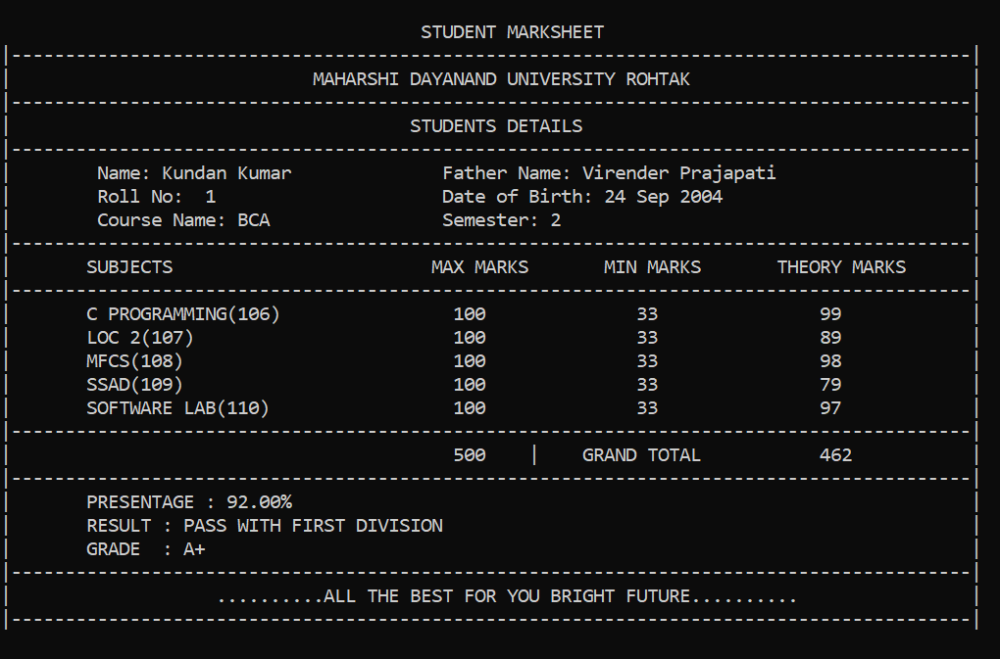 STUDENT MARKSHEET
MAHARSHI DAYANAND UNIVERSITY ROHTAK
STUDENTS DETAILS
Name: Kundan Kumar Father Name: Virender Prajapati
Roll No: 1 Date of Birth: 24 Sep 2004
Course Name: BCA Semester: 2
SUBJECTS MAX MARKS MIN MARKS THEORY MARKS
C PROGRAMMING(106) 100 33 99
LOC 2(107) 100 33 89
MFCS(108) 100 33 98
SSAD(109) 100 33 79
SOFTWARE LAB(110) 100 33 97
500 | GRAND TOTAL 462
PRESENTAGE : 92.00%
RESULT : PASS WITH FIRST DIVISION
GRADE : A+
..........ALL THE BEST FOR YOU BRIGHT FUTURE..........